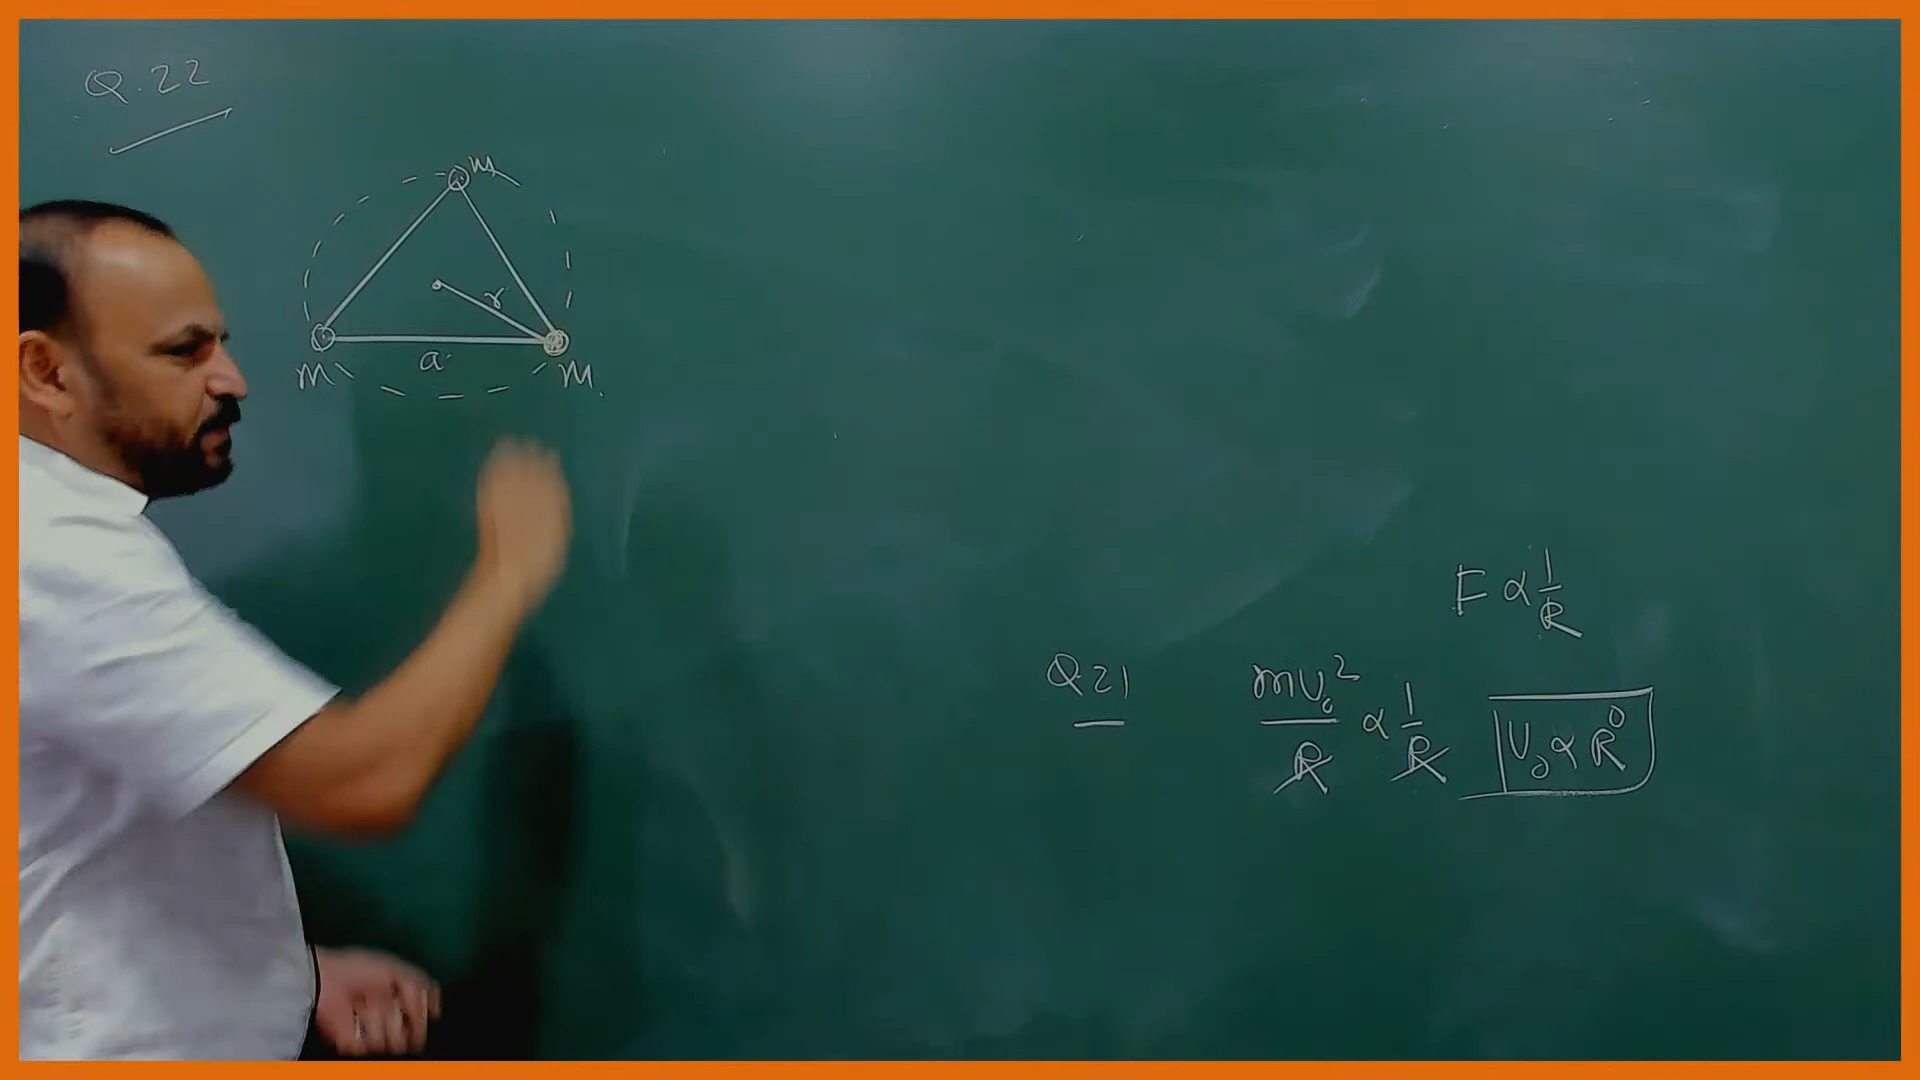 Q.22
m
r
a
m
m
F ∝ 1/R
Q21
mv₀²/R ∝ 1/R
V₀ ∝ R⁰